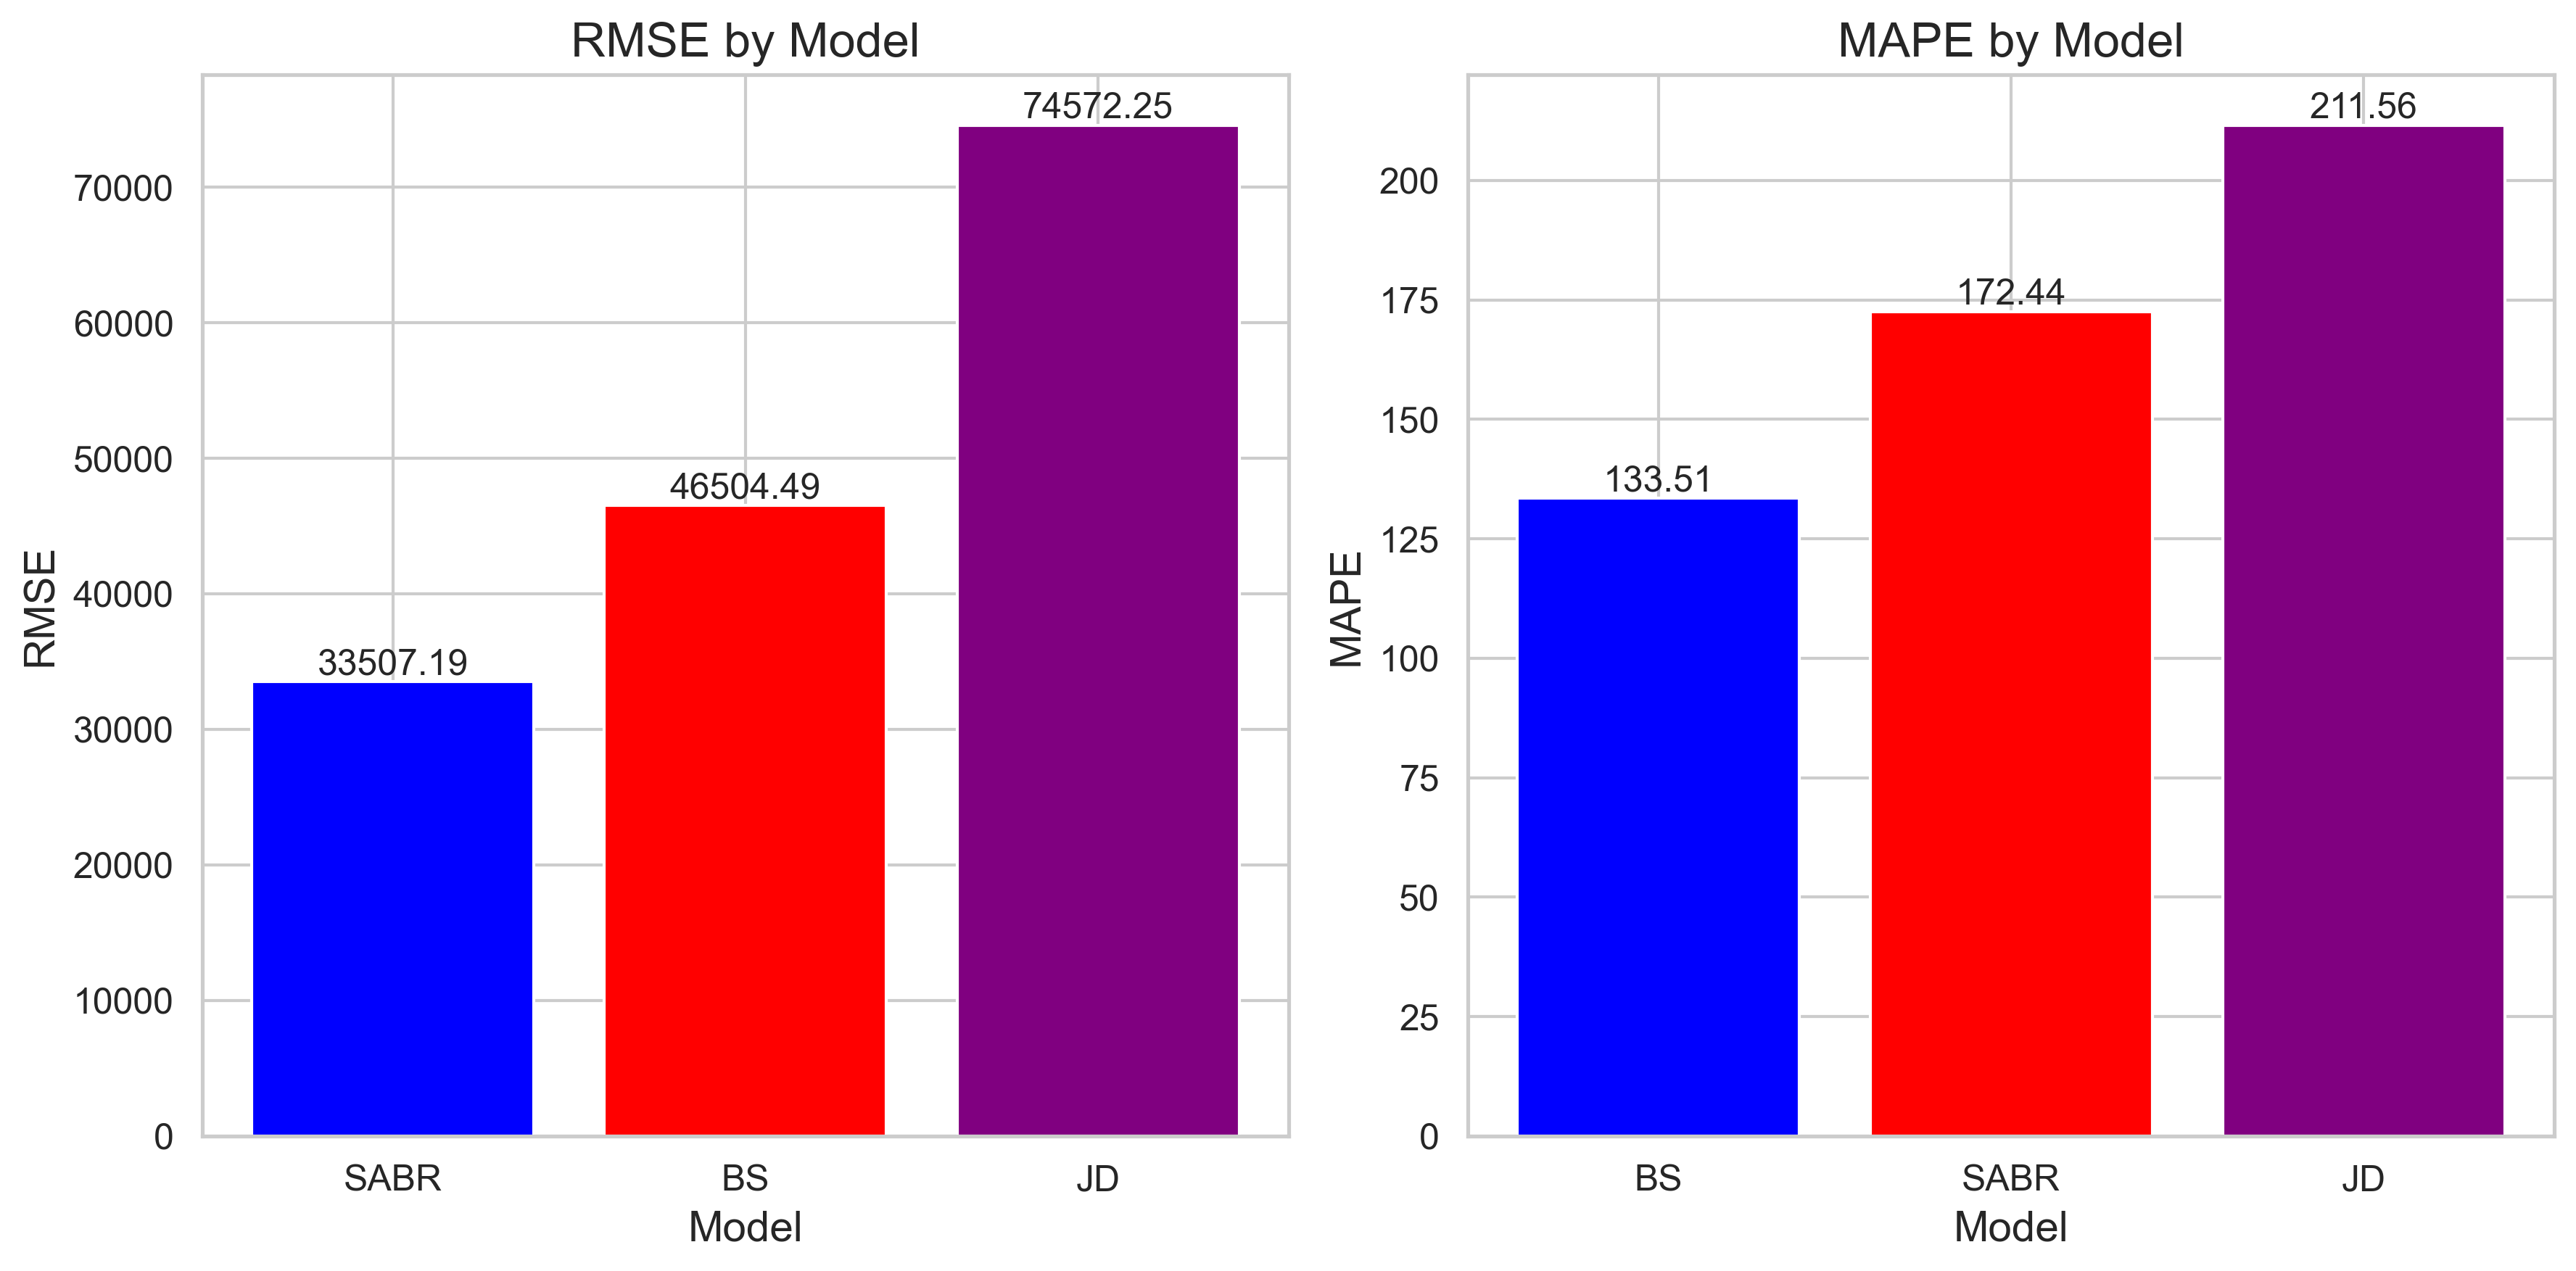 RMSE by Model
RMSE
70000
60000
50000
40000
30000
20000
10000
0
33507.19
46504.49
74572.25
SABR
BS
JD
Model
MAPE by Model
MAPE
200
175
150
125
100
75
50
25
0
133.51
172.44
211.56
BS
SABR
JD
Model